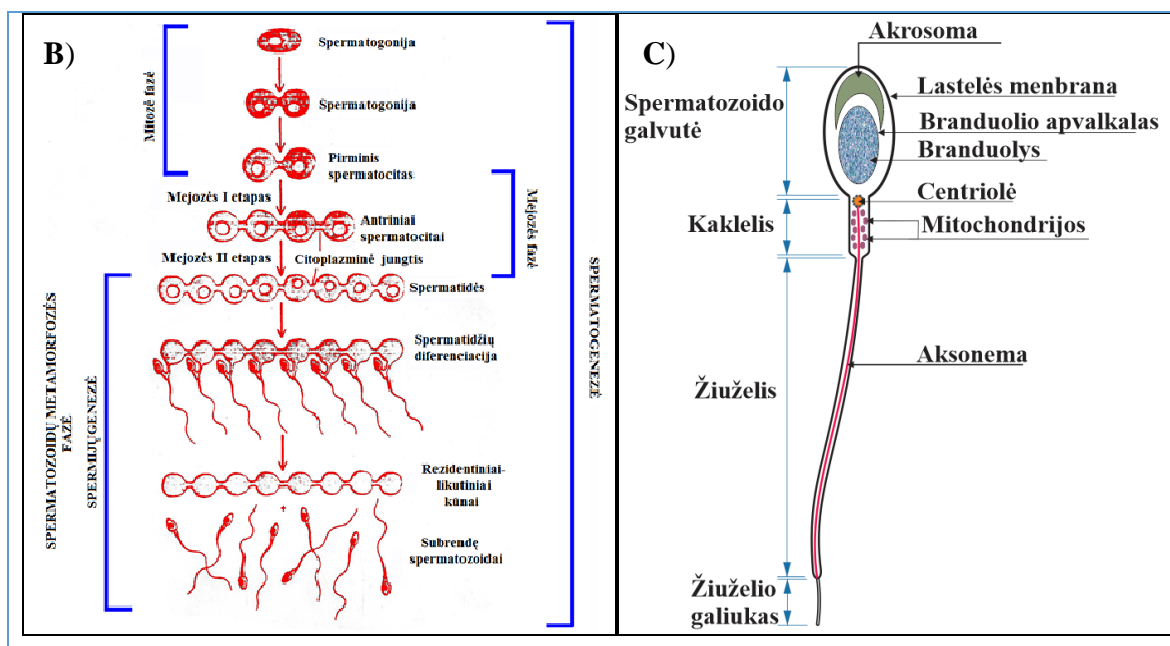 B)
Spermatogonija
Spermatogonija
Mitozė fazė
Pirminis
spermatocitas
Mejozės I etapas
Antriniai
spermatocitai
Mejozės fazė
Mejozės II etapas
Citoplazminė jungtis
Spermatidės
Spermatidžių
diferenciacija
Rezidentiniai-
likutiniai
kūnai
Subrendę
spermatozoidai
SPERMATOZOIDŲ METAMORFOZĖS
FAZĖ
SPERMIJŲGENEZĖ
SPERMATOGENEZĖ
C)
Akrosoma
Spermatozoido
galvutė
Lastelės menbrana
Branduolio apvalkalas
Branduolys
Centriolė
Kaklelis
Mitochondrijos
Aksonema
Žiuželis
Žiuželio
galiukas